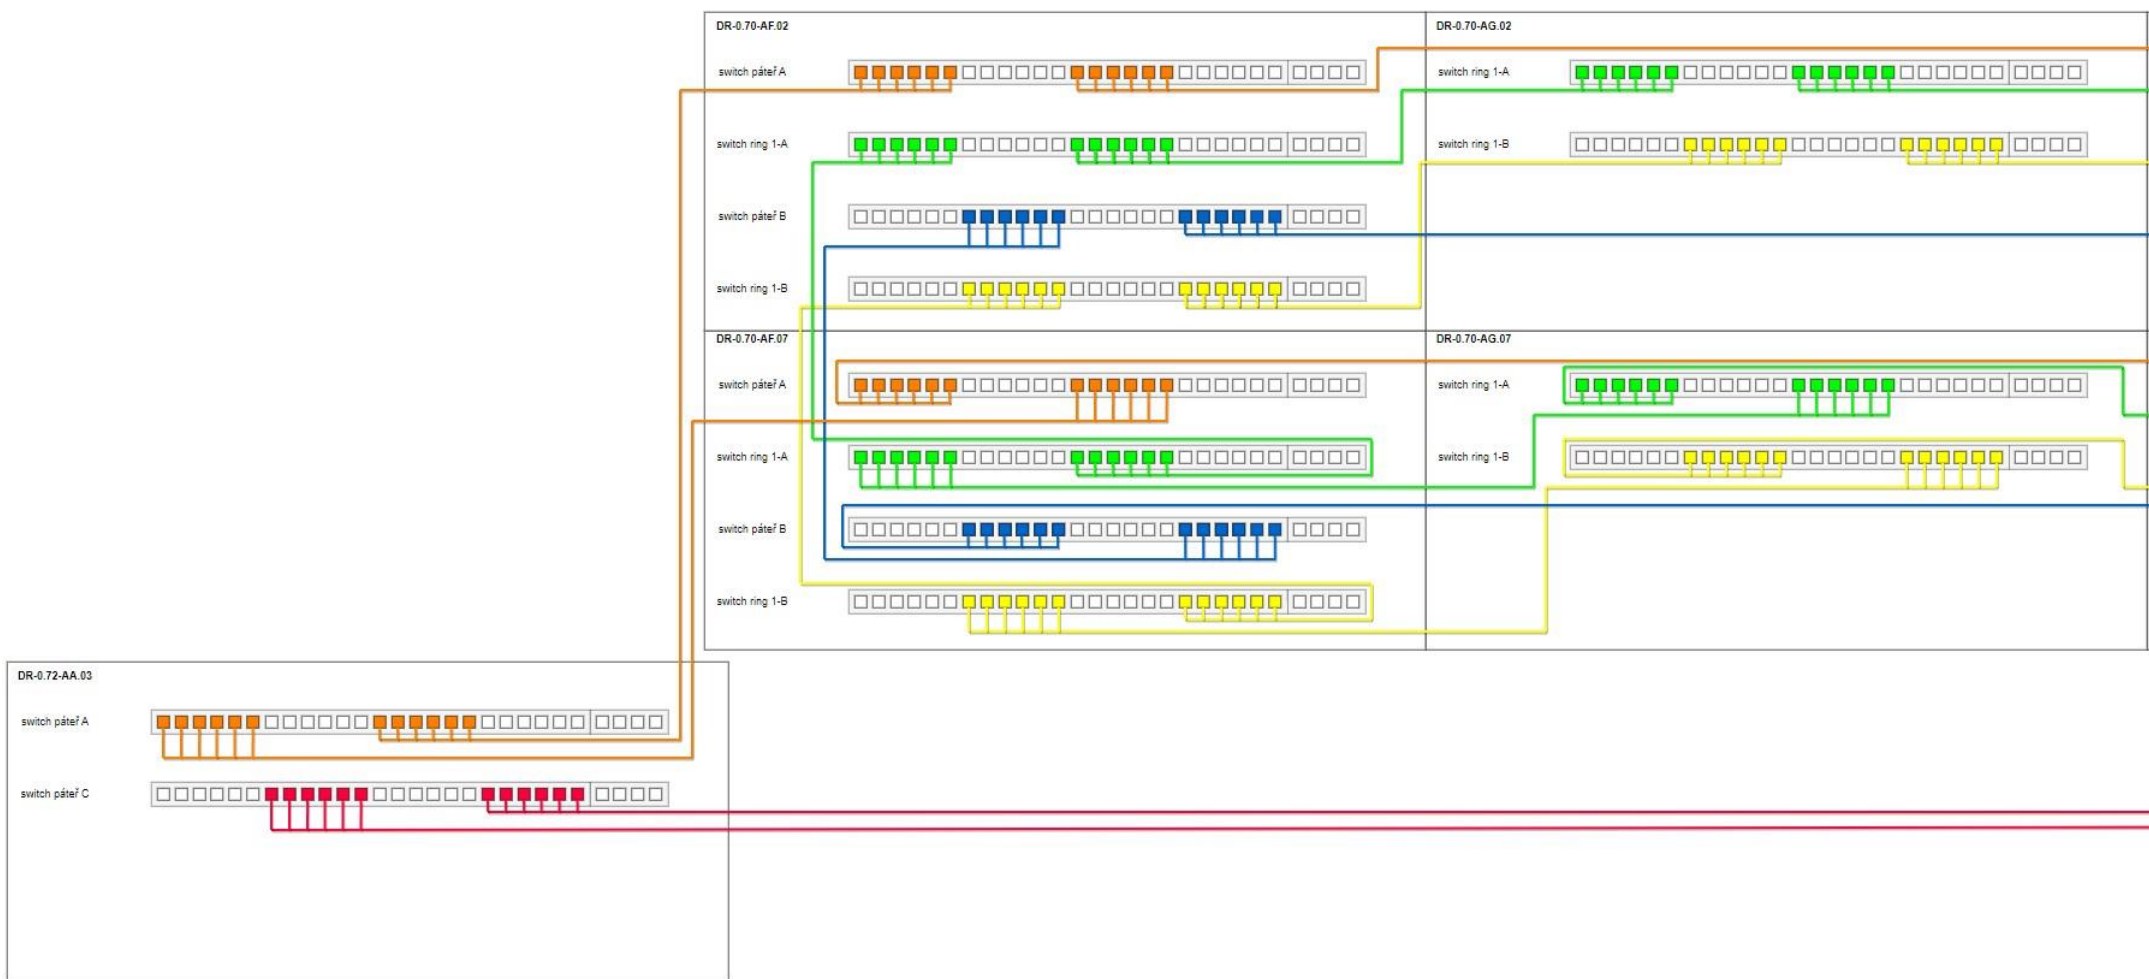 DR-0.70-AF.02
switch páteř A
switch ring 1-A
switch páteř B
switch ring 1-B
DR-0.70-AG.02
switch ring 1-A
switch ring 1-B
DR-0.70-AF.07
switch páteř A
switch ring 1-A
switch páteř B
switch ring 1-B
DR-0.70-AG.07
switch ring 1-A
switch ring 1-B
DR-0.72-AA.03
switch páteř A
switch páteř C